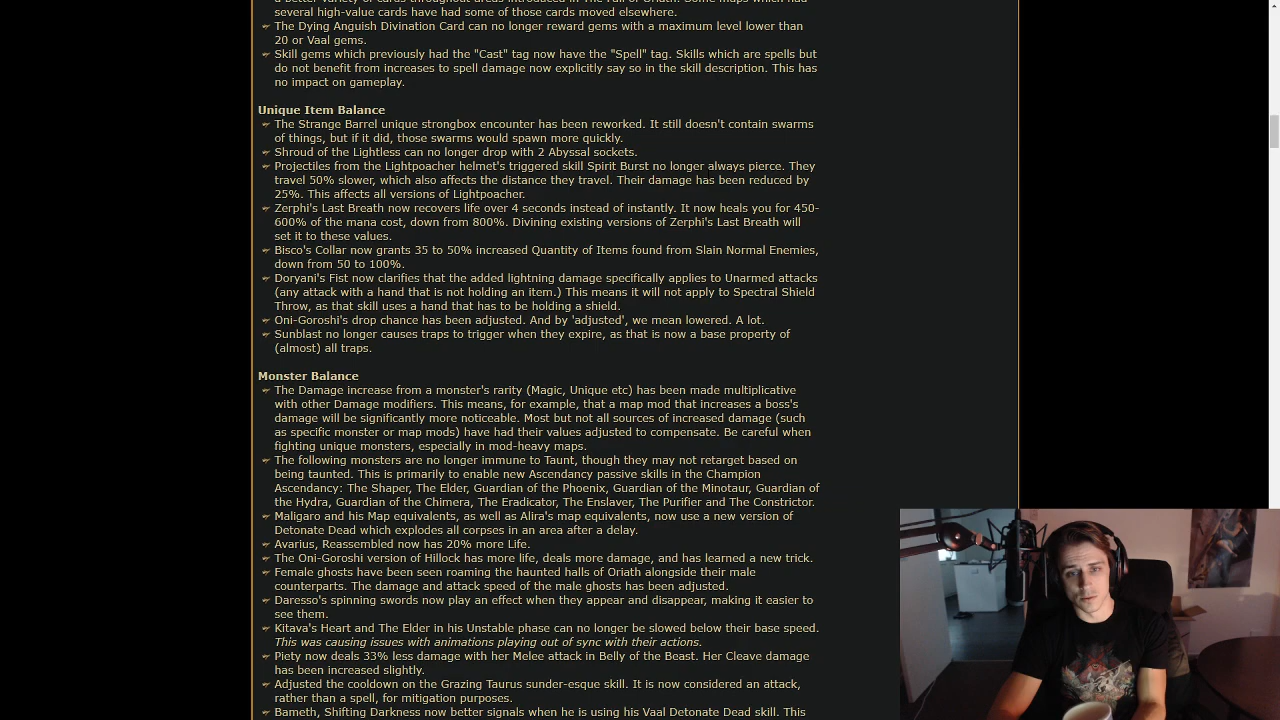 a better variety of cards throughout areas introduced in The Fall of Oriath. Some maps which had
several high-value cards have had some of those cards moved elsewhere.
The Dying Anguish Divination Card can no longer reward gems with a maximum level lower than
20 or Vaal gems.
Skill gems which previously had the "Cast" tag now have the "Spell" tag. Skills which are spells but
do not benefit from increases to spell damage now explicitly say so in the skill description. This has
no impact on gameplay.
Unique Item Balance
The Strange Barrel unique strongbox encounter has been reworked. It still doesn't contain swarms
of things, but if it did, those swarms would spawn more quickly.
Shroud of the Lightless can no longer drop with 2 Abyssal sockets.
Projectiles from the Lightpoacher helmet's triggered skill Spirit Burst no longer always pierce. They
travel 50% slower, which also affects the distance they travel. Their damage has been reduced by
25%. This affects all versions of Lightpoacher.
Zerphi's Last Breath now recovers life over 4 seconds instead of instantly. It now heals you for 450-
600% of the mana cost, down from 800%. Divining existing versions of Zerphi's Last Breath will
set it to these values.
Bisco's Collar now grants 35 to 50% increased Quantity of Items found from Slain Normal Enemies,
down from 50 to 100%.
Doryani's Fist now clarifies that the added lightning damage specifically applies to Unarmed attacks
(any attack with a hand that is not holding an item.) This means it will not apply to Spectral Shield
Throw, as that skill uses a hand that has to be holding a shield.
Oni-Goroshi's drop chance has been adjusted. And by 'adjusted', we mean lowered. A lot.
Sunblast no longer causes traps to trigger when they expire, as that is now a base property of
(almost) all traps.
Monster Balance
The Damage increase from a monster's rarity (Magic, Unique etc) has been made multiplicative
with other Damage modifiers. This means, for example, that a map mod that increases a boss's
damage will be significantly more noticeable. Most but not all sources of increased damage (such
as specific monster or map mods) have had their values adjusted to compensate. Be careful when
fighting unique monsters, especially in mod-heavy maps.
The following monsters are no longer immune to Taunt, though they may not retarget based on
being taunted. This is primarily to enable new Ascendancy passive skills in the Champion
Ascendancy: The Shaper, The Elder, Guardian of the Phoenix, Guardian of the Minotaur, Guardian of
the Hydra, Guardian of the Chimera, The Eradicator, The Enslaver, The Purifier and The Constrictor.
Maligaro and his Map equivalents, as well as Alira's map equivalents, now use a new version of
Detonate Dead which explodes all corpses in an area after a delay.
Avarius, Reassembled now has 20% more Life.
The Oni-Goroshi version of Hillock has more life, deals more damage, and has learned a new trick.
Female ghosts have been seen roaming the haunted halls of Oriath alongside their male
counterparts. The damage and attack speed of the male ghosts has been adjusted.
Daresso's spinning swords now play an effect when they appear and disappear, making it easier to
see them.
Kitava's Heart and The Elder in his Unstable phase can no longer be slowed below their base speed.
This was causing issues with animations playing out of sync with their actions.
Piety now deals 33% less damage with her Melee attack in Belly of the Beast. Her Cleave damage
has been increased slightly.
Adjusted the cooldown on the Grazing Taurus sunder-esque skill. It is now considered an attack,
rather than a spell, for mitigation purposes.
Bameth, Shifting Darkness now better signals when he is using his Vaal Detonate Dead skill. This